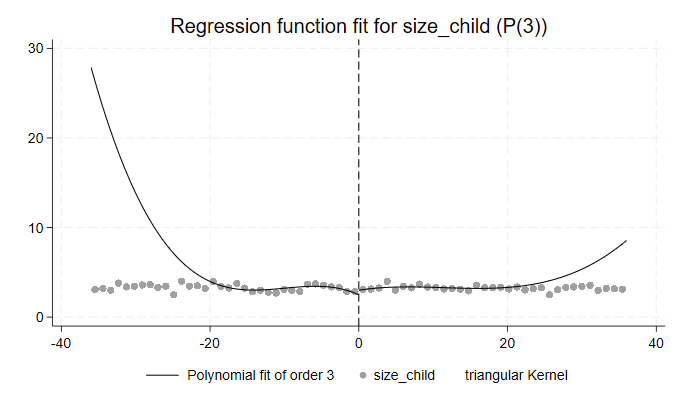 Regression function fit for size_child (P(3))
30
20
10
0
-40 -20 0 20 40
Polynomial fit of order 3 size_child triangular Kernel